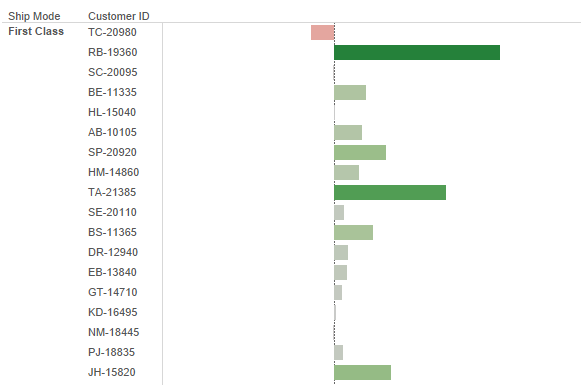 Ship Mode Customer ID
First Class TC-20980
RB-19360
SC-20095
BE-11335
HL-15040
AB-10105
SP-20920
HM-14860
TA-21385
SE-20110
BS-11365
DR-12940
EB-13840
GT-14710
KD-16495
NM-18445
PJ-18835
JH-15820